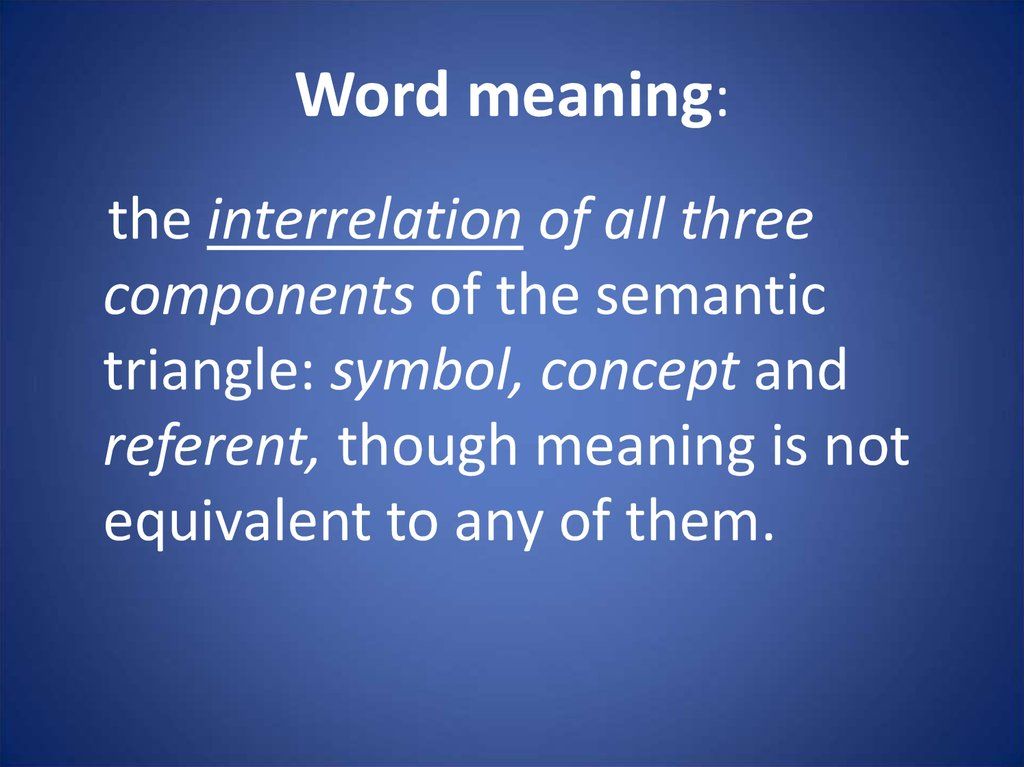 Word meaning:
the interrelation of all three
components of the semantic
triangle: symbol, concept and
referent, though meaning is not
equivalent to any of them.